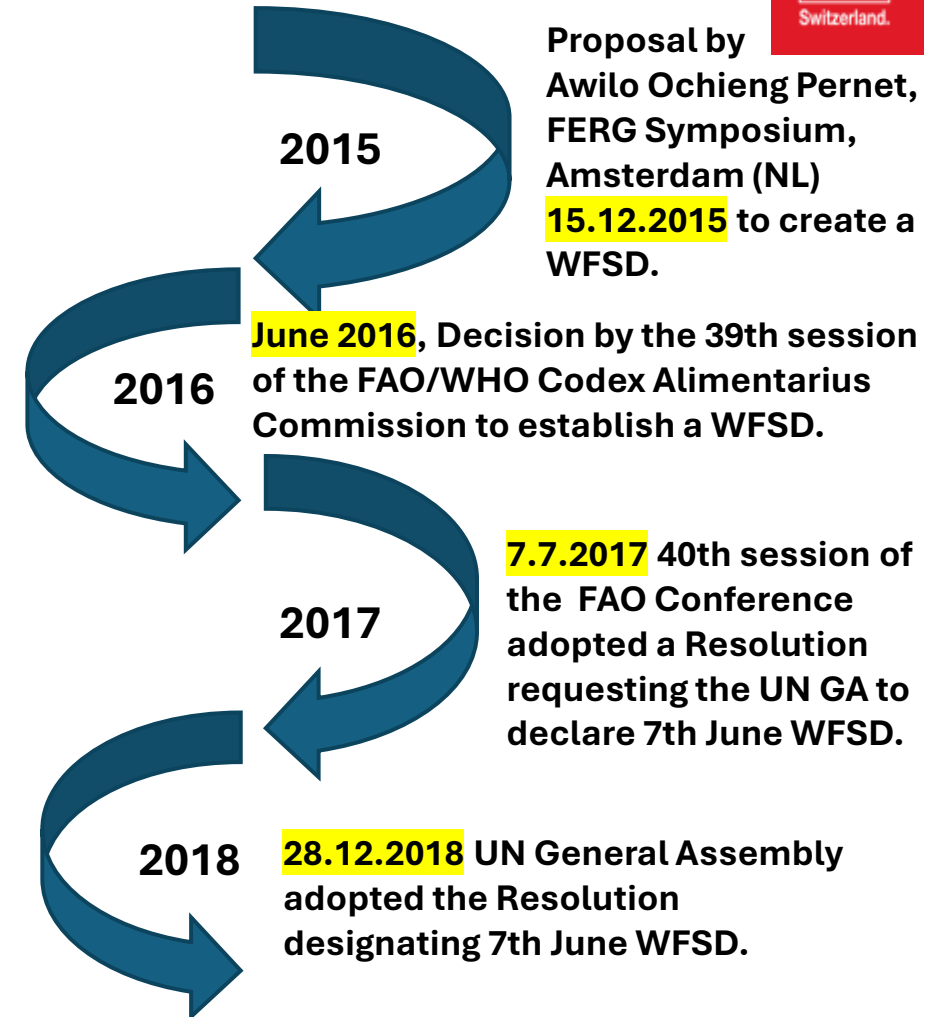 Switzerland.
Proposal by
Awilo Ochieng Pernet,
FERG Symposium,
Amsterdam (NL)
15.12.2015 to create a
WFSD.
2015
June 2016, Decision by the 39th session
of the FAO/WHO Codex Alimentarius
Commission to establish a WFSD.
2016
7.7.2017 40th session of
the FAO Conference
adopted a Resolution
requesting the UN GA to
declare 7th June WFSD.
2017
28.12.2018 UN General Assembly
adopted the Resolution
designating 7th June WFSD.
2018